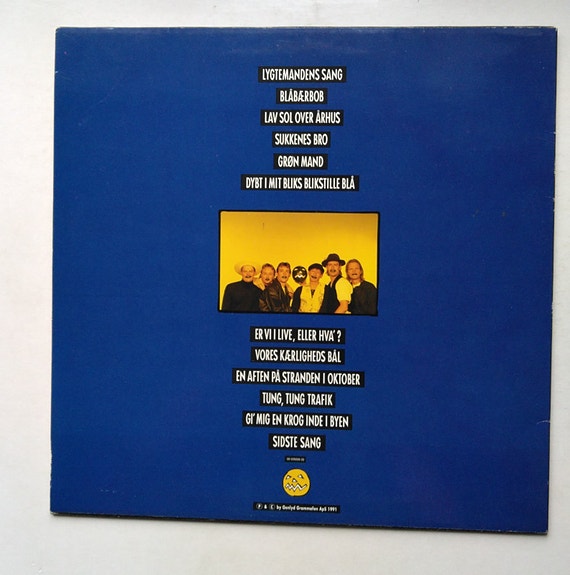 LYGTEMANDENS SANG
BLÅBÆRBOB
LAV SOL OVER ÅRHUS
SUKKENES BRO
GRØN MAND
DYBT I MIT BLIKS BLIKSTILLE BLÅ
ER VI I LIVE, ELLER HVA'?
VORES KÆRLIGHEDS BÅL
EN AFTEN PÅ STRANDEN I OKTOBER
TUNG, TUNG TRAFIK
GI' MIG EN KROG INDE I BYEN
SIDSTE SANG
P & C by Genlyd Grammofon ApS 1991